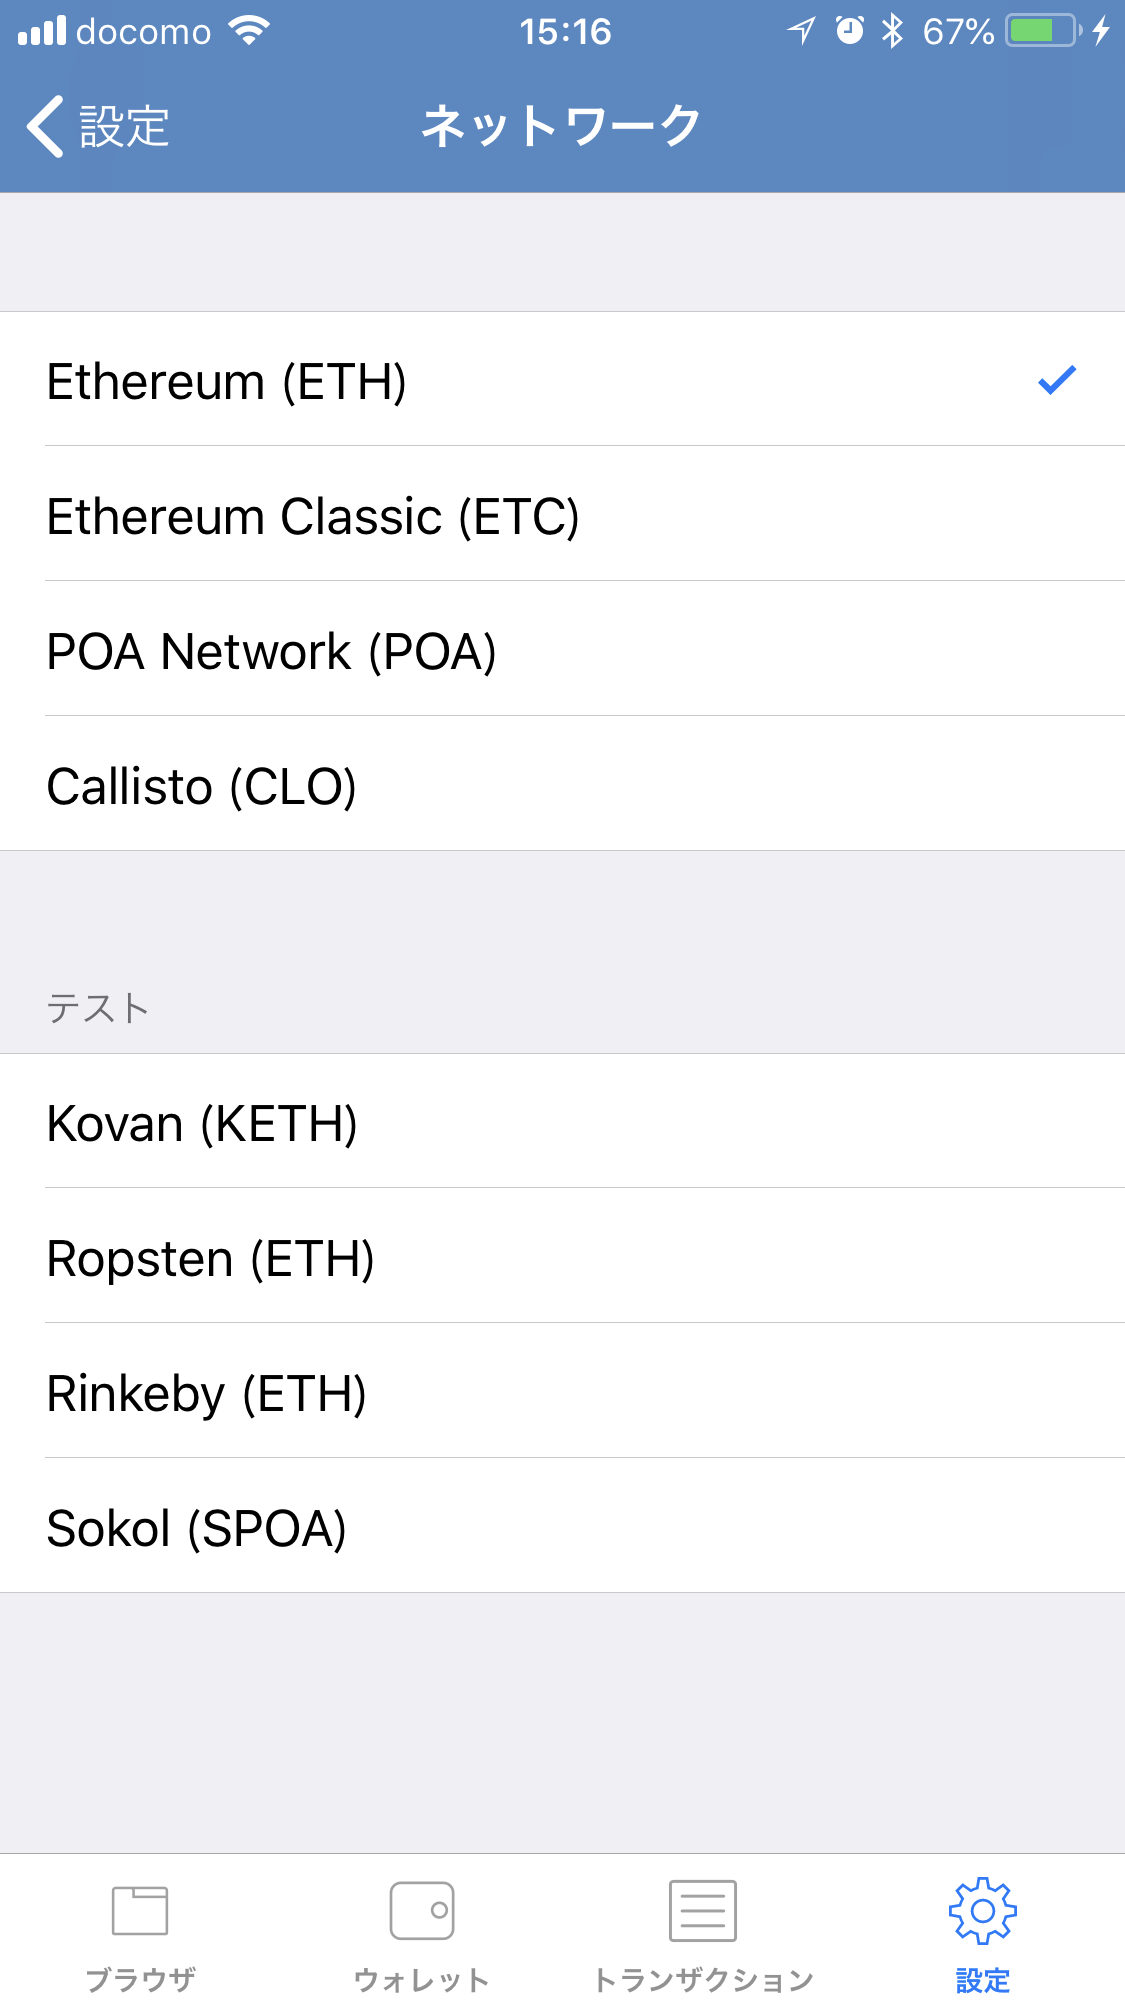 docomo 15:16 67%
設定 ネットワーク
Ethereum (ETH)
Ethereum Classic (ETC)
POA Network (POA)
Callisto (CLO)
テスト
Kovan (KETH)
Ropsten (ETH)
Rinkeby (ETH)
Sokol (SPOA)
ブラウザ ウォレット トランザクション 設定